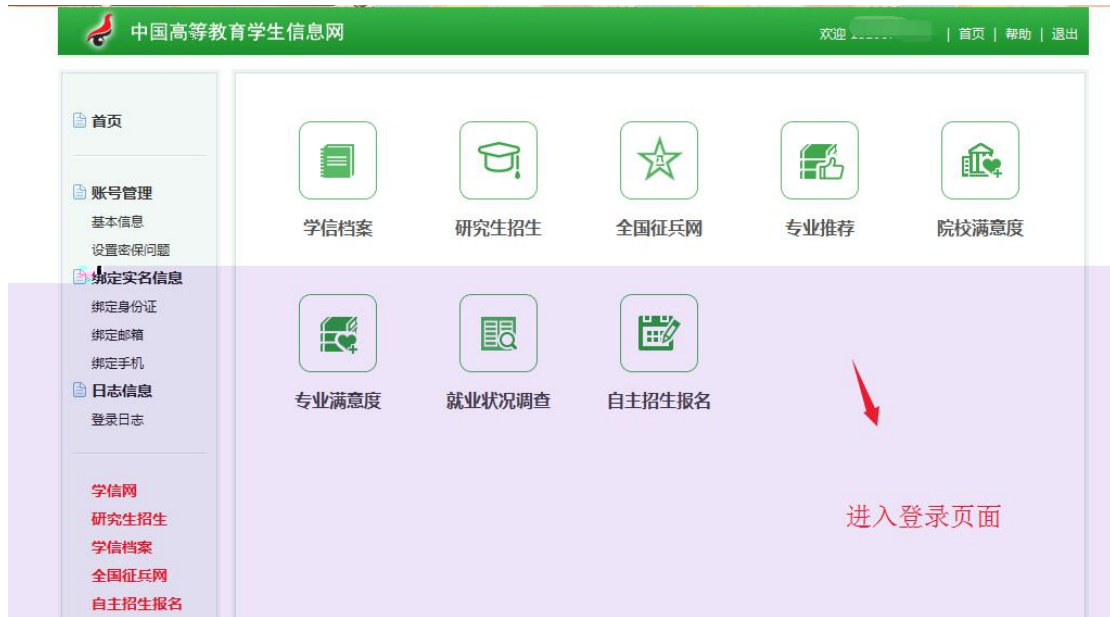 中国高等教育学生信息网
欢迎 | 首页 | 帮助 | 退出
首页
账号管理
基本信息
设置密保问题
绑定实名信息
绑定身份证
绑定邮箱
绑定手机
日志信息
登录日志
学信网
研究生招生
学信档案
全国征兵网
自主招生报名
学信档案
研究生招生
全国征兵网
专业推荐
院校满意度
专业满意度
就业状况调查
自主招生报名
进入登录页面